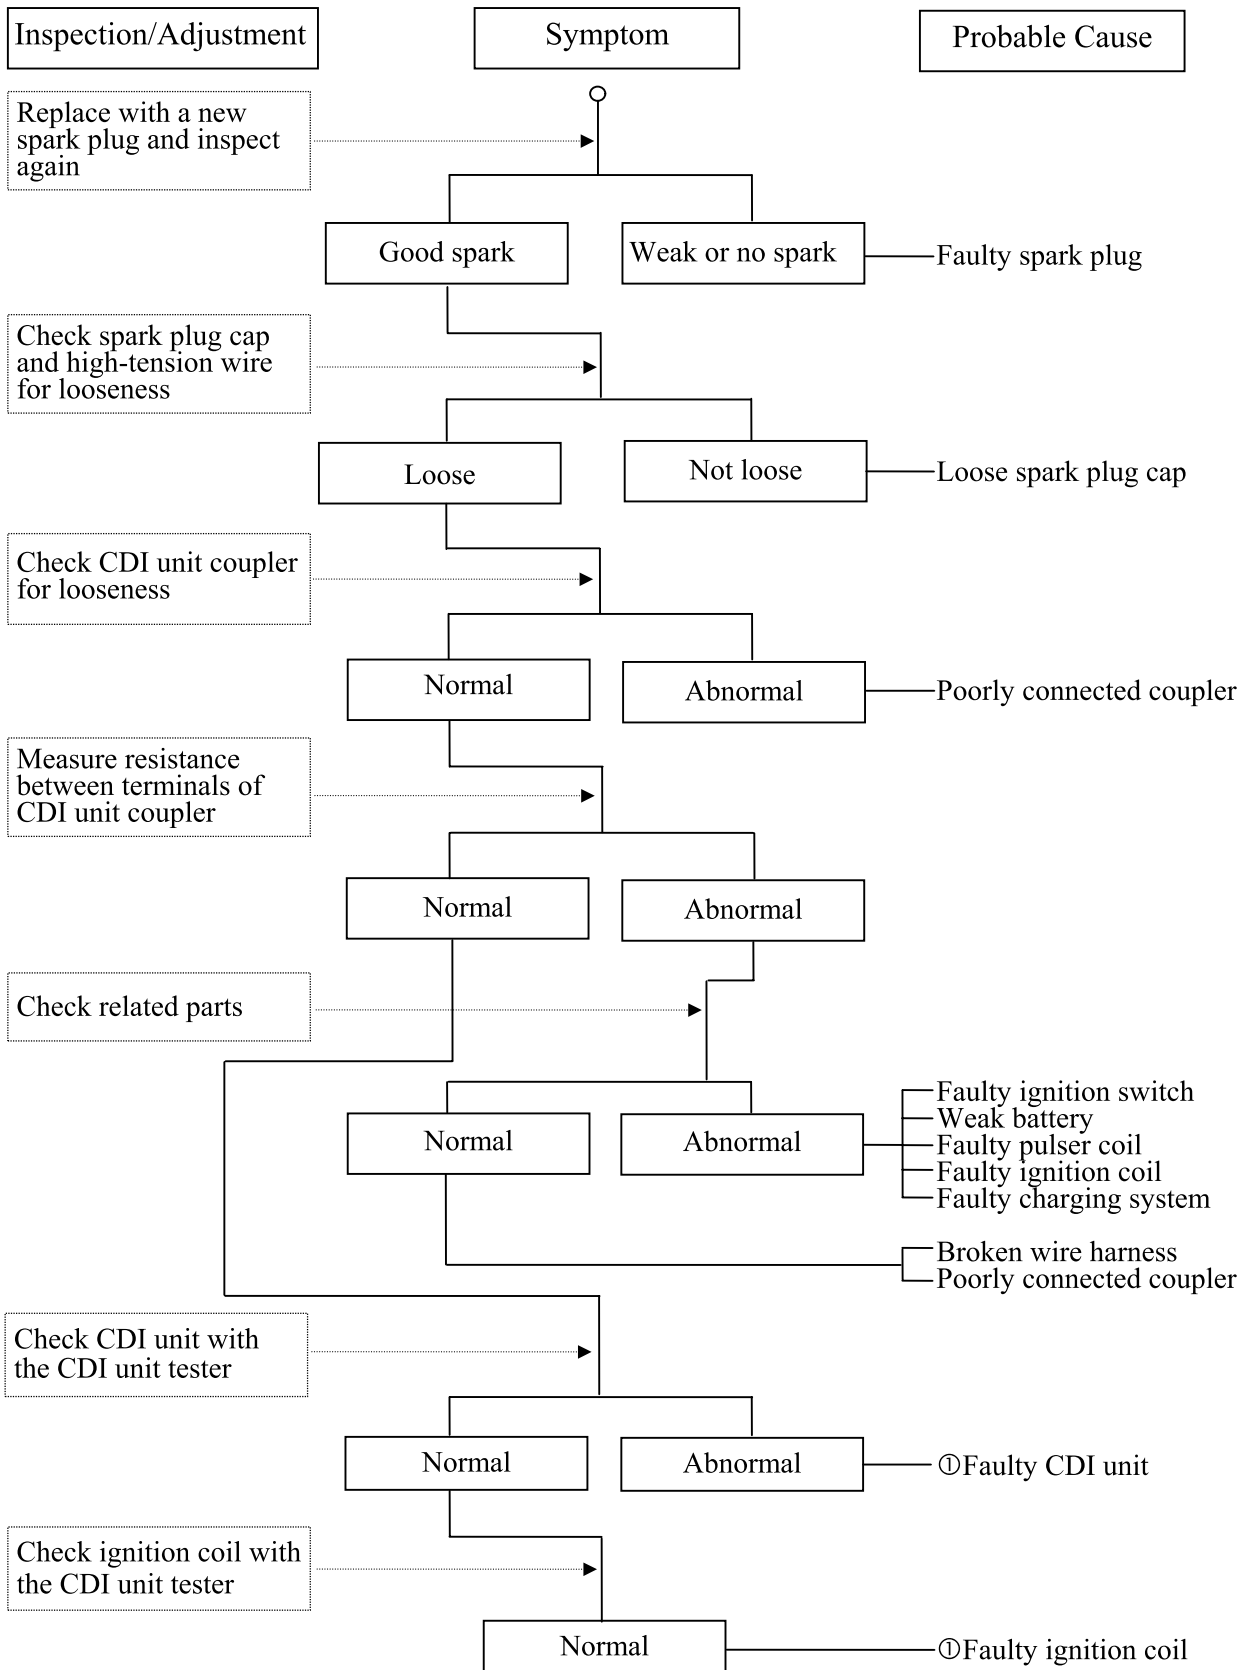 Inspection/Adjustment
Symptom
Probable Cause
Replace with a new
spark plug and inspect
again
Good spark
Weak or no spark
Faulty spark plug
Check spark plug cap
and high-tension wire
for looseness
Loose
Not loose
Loose spark plug cap
Check CDI unit coupler
for looseness
Normal
Abnormal
Poorly connected coupler
Measure resistance
between terminals of
CDI unit coupler
Normal
Abnormal
Check related parts
Normal
Abnormal
Faulty ignition switch
Weak battery
Faulty pulser coil
Faulty ignition coil
Faulty charging system
Broken wire harness
Poorly connected coupler
Check CDI unit with
the CDI unit tester
Normal
Abnormal
①Faulty CDI unit
Check ignition coil with
the CDI unit tester
Normal
①Faulty ignition coil